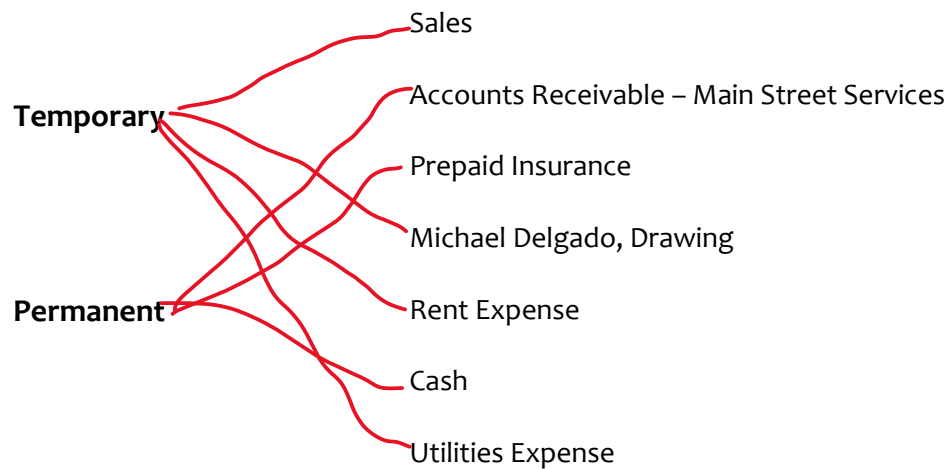 Sales
Accounts Receivable – Main Street Services
Temporary
Prepaid Insurance
Michael Delgado, Drawing
Permanent
Rent Expense
Cash
Utilities Expense